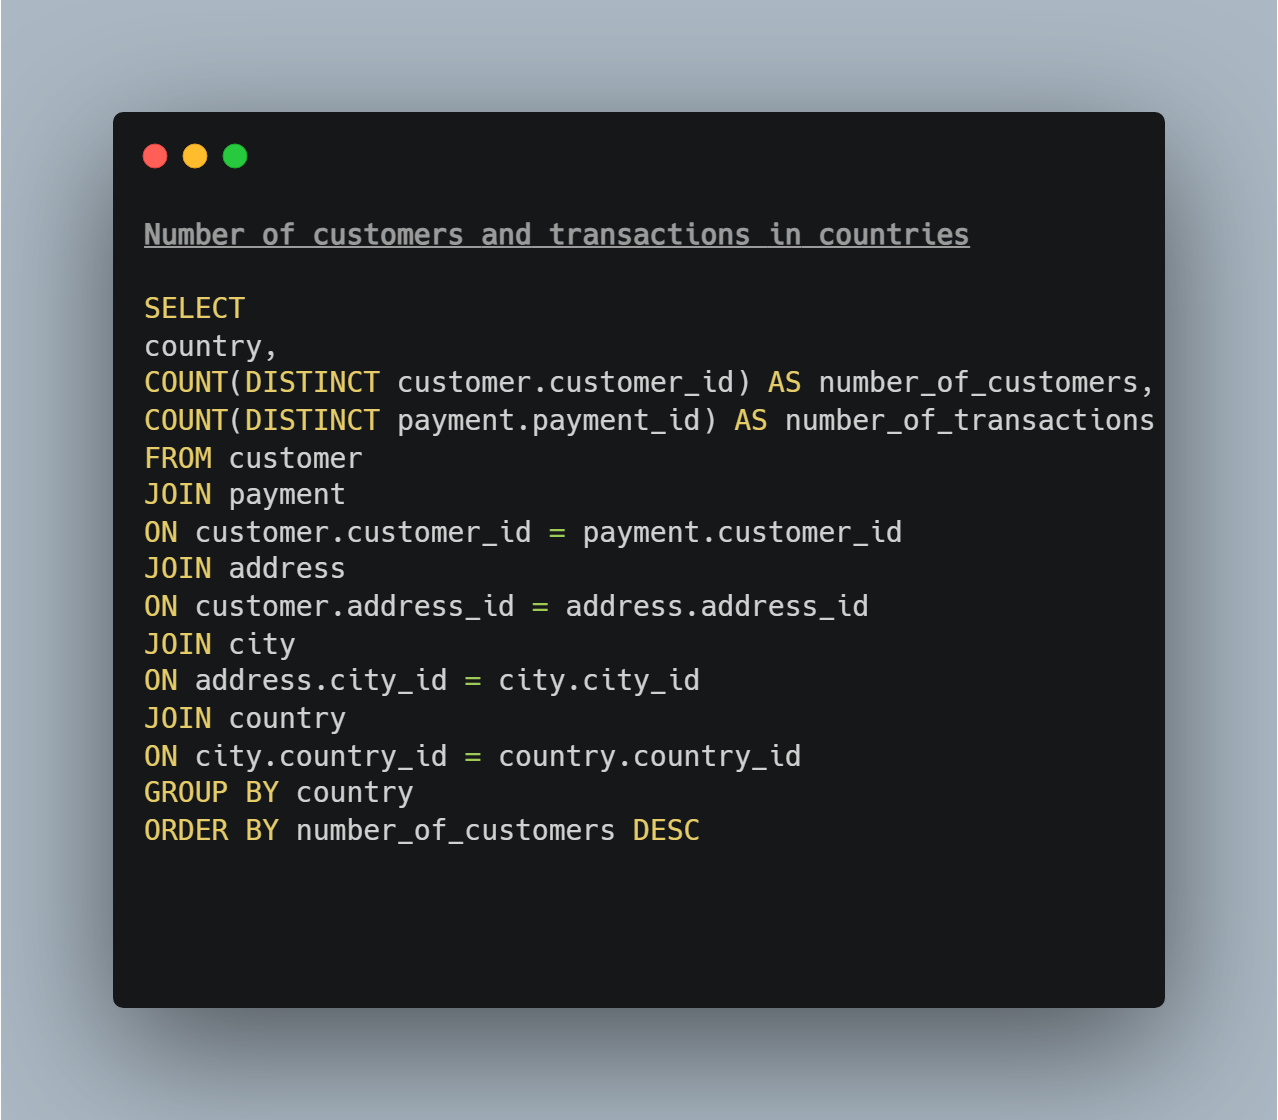 Number of customers and transactions in countries
SELECT
country,
COUNT(DISTINCT customer.customer_id) AS number_of_customers,
COUNT(DISTINCT payment.payment_id) AS number_of_transactions
FROM customer
JOIN payment
ON customer.customer_id = payment.customer_id
JOIN address
ON customer.address_id = address.address_id
JOIN city
ON address.city_id = city.city_id
JOIN country
ON city.country_id = country.country_id
GROUP BY country
ORDER BY number_of_customers DESC